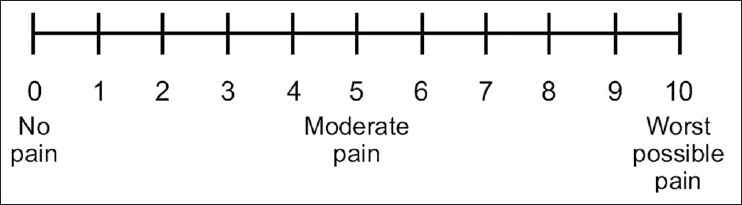 0 1 2 3 4 5 6 7 8 9 10
No pain
Moderate pain
Worst possible pain